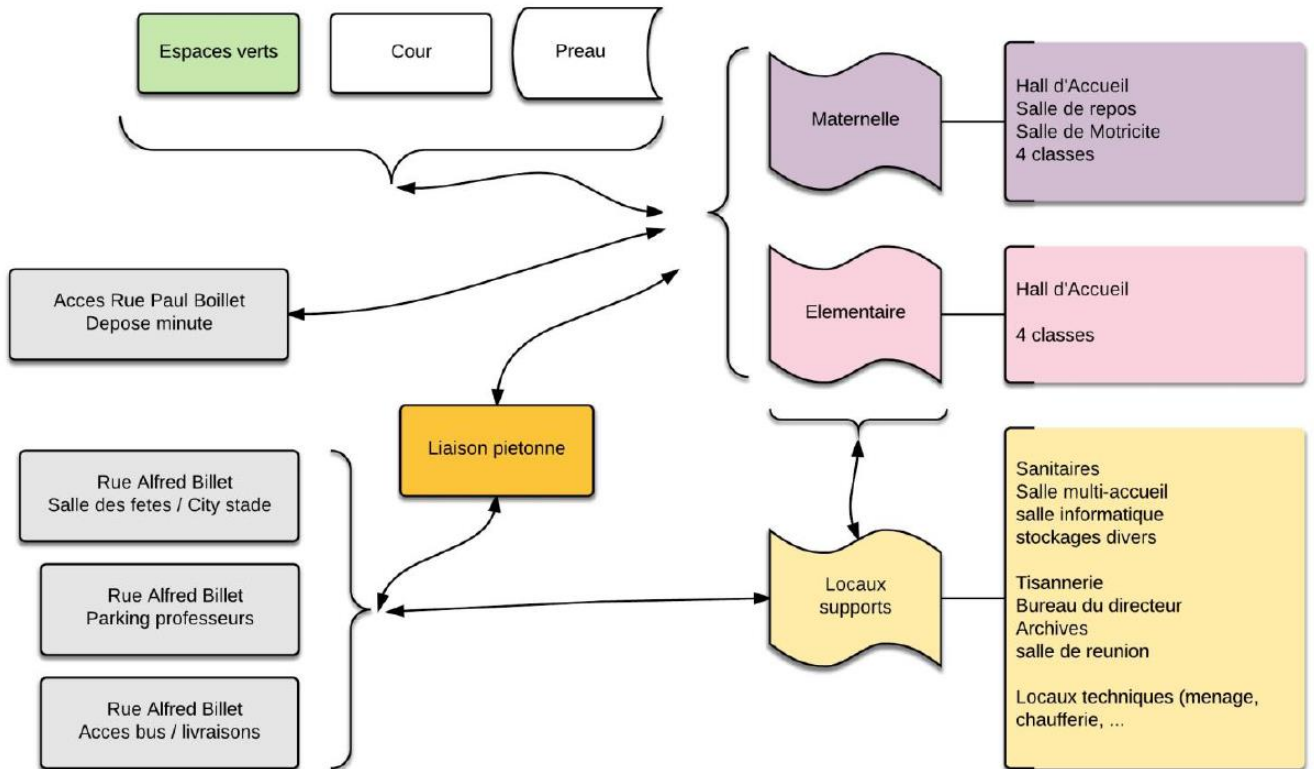 Espaces verts
Cour
Preau
Maternelle
Hall d'Accueil
Salle de repos
Salle de Motricite
4 classes
Acces Rue Paul Boillet
Depose minute
Elementaire
Hall d'Accueil
4 classes
Liaison pietonne
Rue Alfred Billet
Salle des fetes / City stade
Rue Alfred Billet
Parking professeurs
Rue Alfred Billet
Acces bus / livraisons
Locaux
supports
Sanitaires
Salle multi-accueil
salle informatique
stockages divers
Tisannerie
Bureau du directeur
Archives
salle de reunion
Locaux techniques (menage,
chaufferie, ...